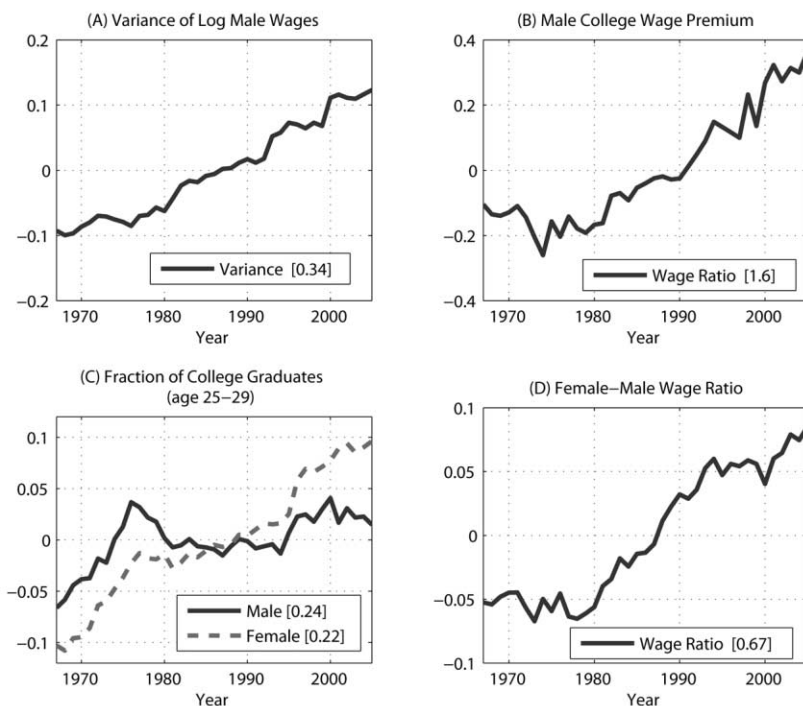 (A) Variance of Log Male Wages
0.2
0.1
0
−0.1
−0.2
Variance [0.34]
1970 1980 1990 2000
Year
(B) Male College Wage Premium
0.4
0.2
0
−0.2
−0.4
Wage Ratio [1.6]
1970 1980 1990 2000
Year
(C) Fraction of College Graduates
(age 25−29)
0.1
0.05
0
−0.05
−0.1
Male [0.24]
Female [0.22]
1970 1980 1990 2000
Year
(D) Female−Male Wage Ratio
0.1
0.05
0
−0.05
−0.1
Wage Ratio [0.67]
1970 1980 1990 2000
Year